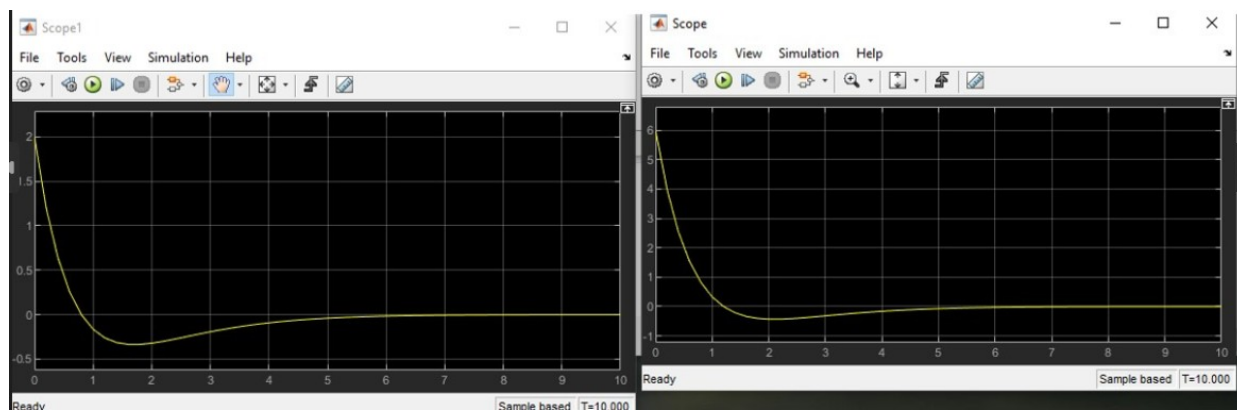 Scope1
File Tools View Simulation Help
2
1.5
1
0.5
0
-0.5
0 1 2 3 4 5 6 7 8 9 10
Ready
Sample based T=10.000
Scope
File Tools View Simulation Help
6
5
4
3
2
1
0
-1
0 1 2 3 4 5 6 7 8 9 10
Ready
Sample based T=10.000